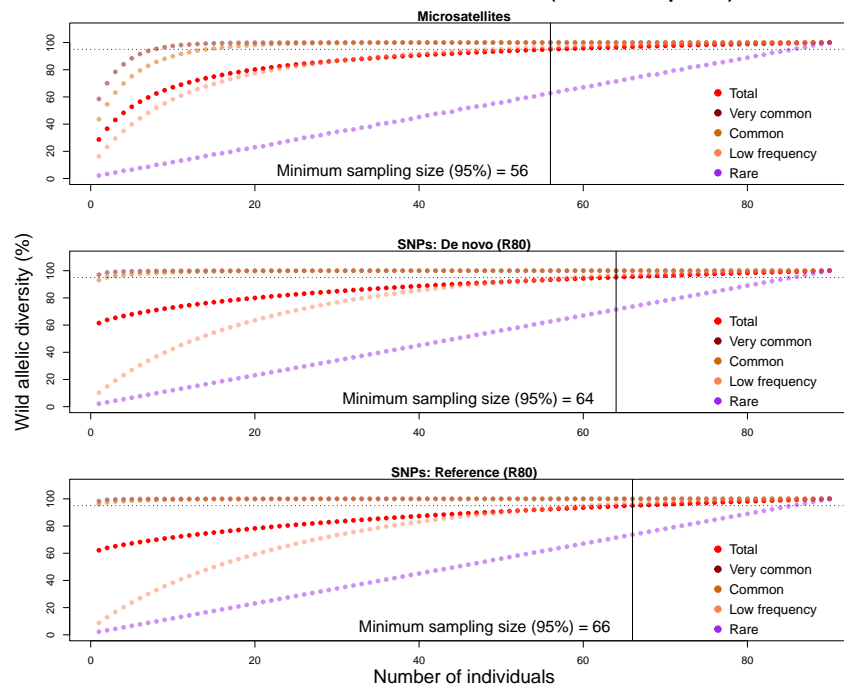 Microsatellites
100
80
60
40
20
0
Total
Very common
Common
Low frequency
Rare
Minimum sampling size (95%) = 56
0 20 40 60 80
SNPs: De novo (R80)
100
80
60
40
20
0
Total
Very common
Common
Low frequency
Rare
Minimum sampling size (95%) = 64
0 20 40 60 80
Wild allelic diversity (%)
SNPs: Reference (R80)
100
80
60
40
20
0
Total
Very common
Common
Low frequency
Rare
Minimum sampling size (95%) = 66
0 20 40 60 80
Number of individuals